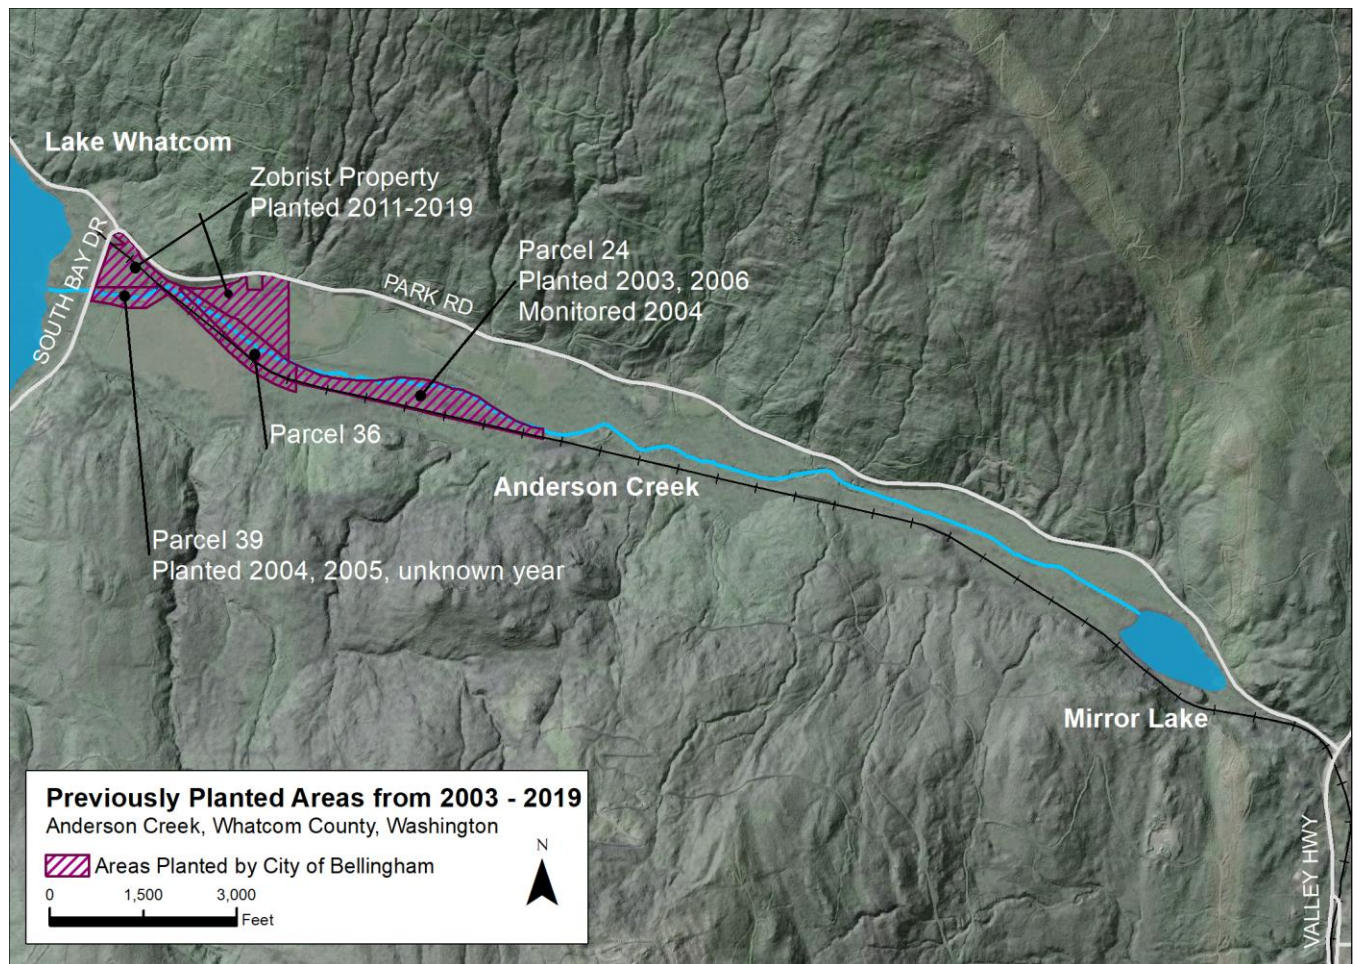 Lake Whatcom
Zobrist Property
Planted 2011-2019
SOUTH BAY DR
Parcel 24
Planted 2003, 2006
Monitored 2004
PARK RD
Parcel 36
Anderson Creek
Parcel 39
Planted 2004, 2005, unknown year
Mirror Lake
VALLEY HWY
Previously Planted Areas from 2003 - 2019
Anderson Creek, Whatcom County, Washington
N
Areas Planted by City of Bellingham
0 1,500 3,000
Feet